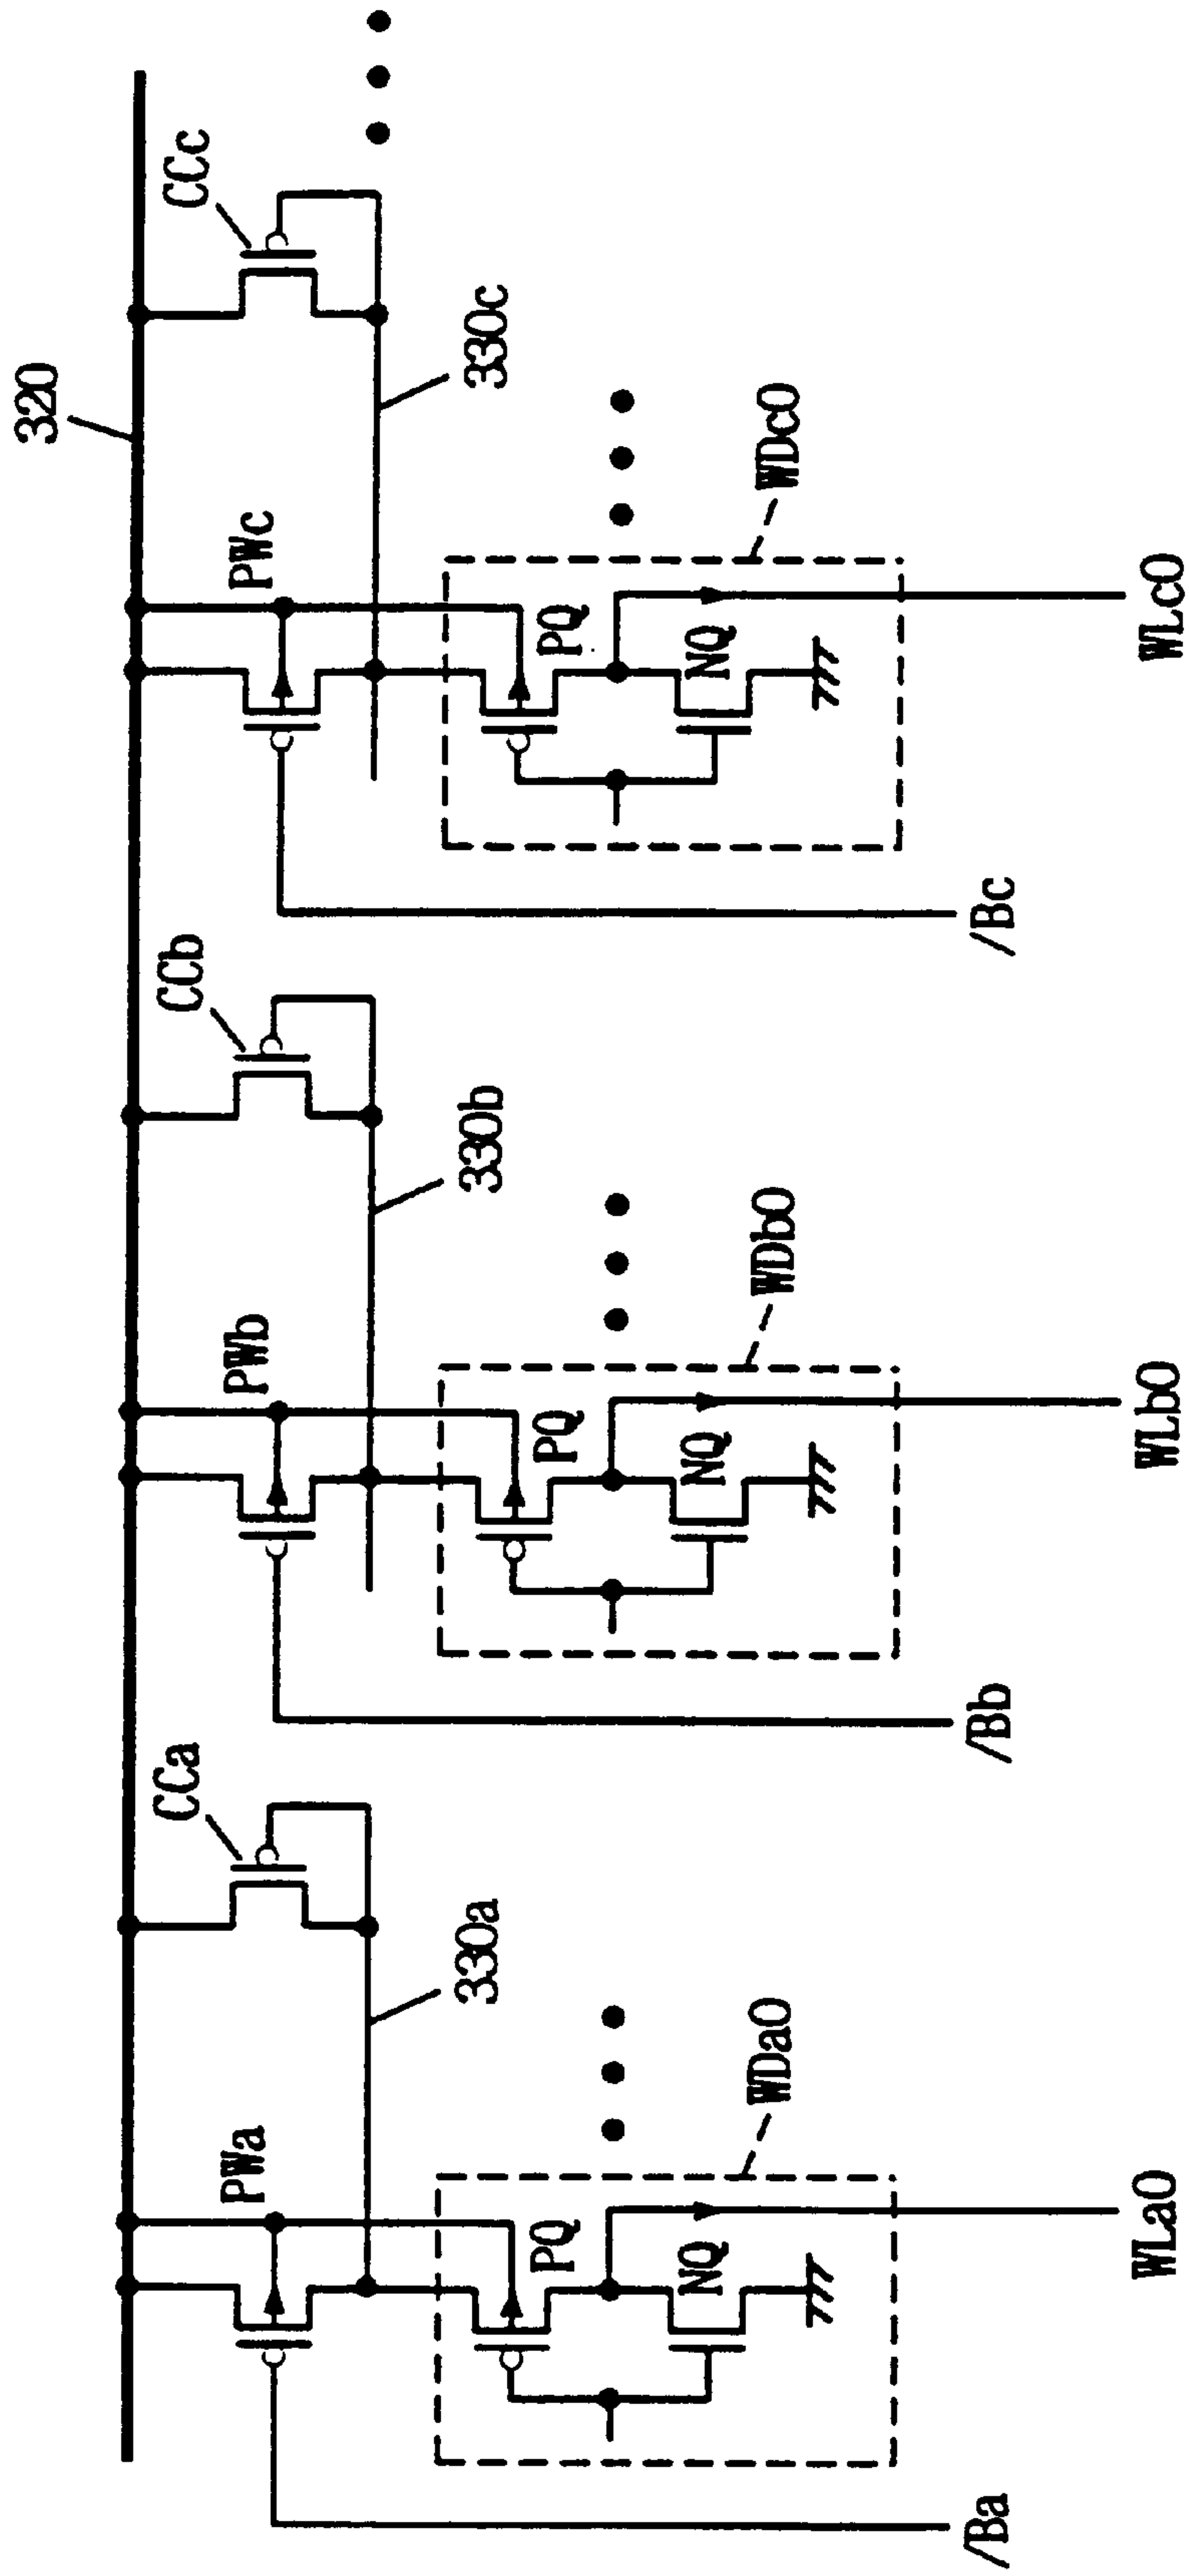 320
CCa
CCb
CCc
PWa
PWb
PWc
330a
330b
330c
PQ
PQ
PQ
NQ
NQ
NQ
WDa0
WDb0
WDc0
/Ba
/Bb
/Bc
WLa0
WLb0
WLc0